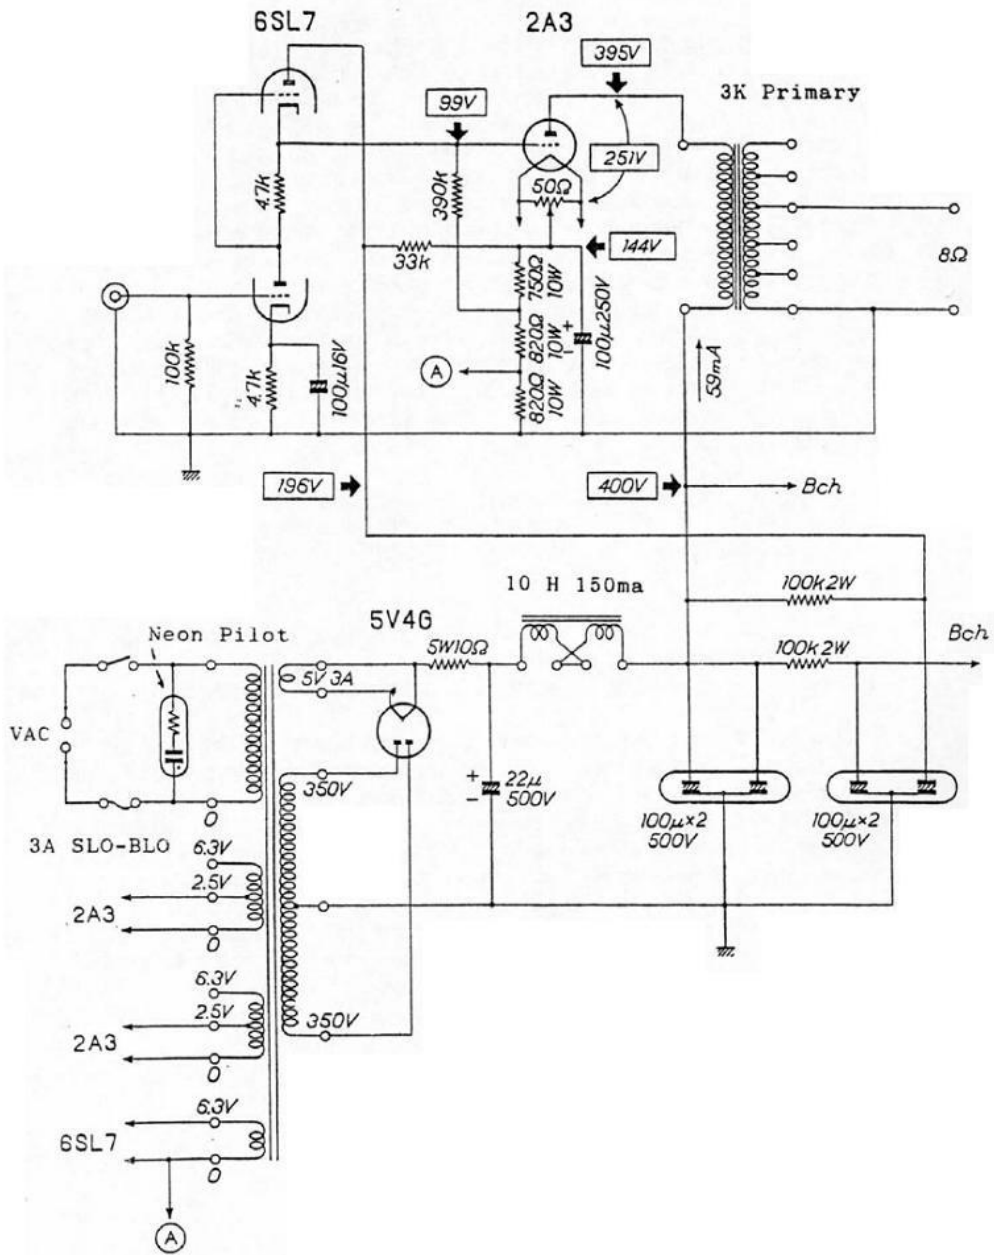 6SL7
2A3
395V
3K Primary
99V
251V
4.7k
390k
50Ω
144V
33k
750Ω
10W
8Ω
100k
4.7k
100μ16V
820Ω
10W
100μ250V
+
-
A
820Ω
10W
59mA
196V
400V
Bch
10 H 150ma
100k2W
Neon Pilot
5V4G
5W10Ω
100k2W
Bch
5V 3A
VAC
350V
+
-
22μ
500V
100μ×2
500V
100μ×2
500V
0
3A SLO-BLO
6.3V
2.5V
2A3
0
6.3V
350V
2.5V
2A3
0
6.3V
6SL7
0
A